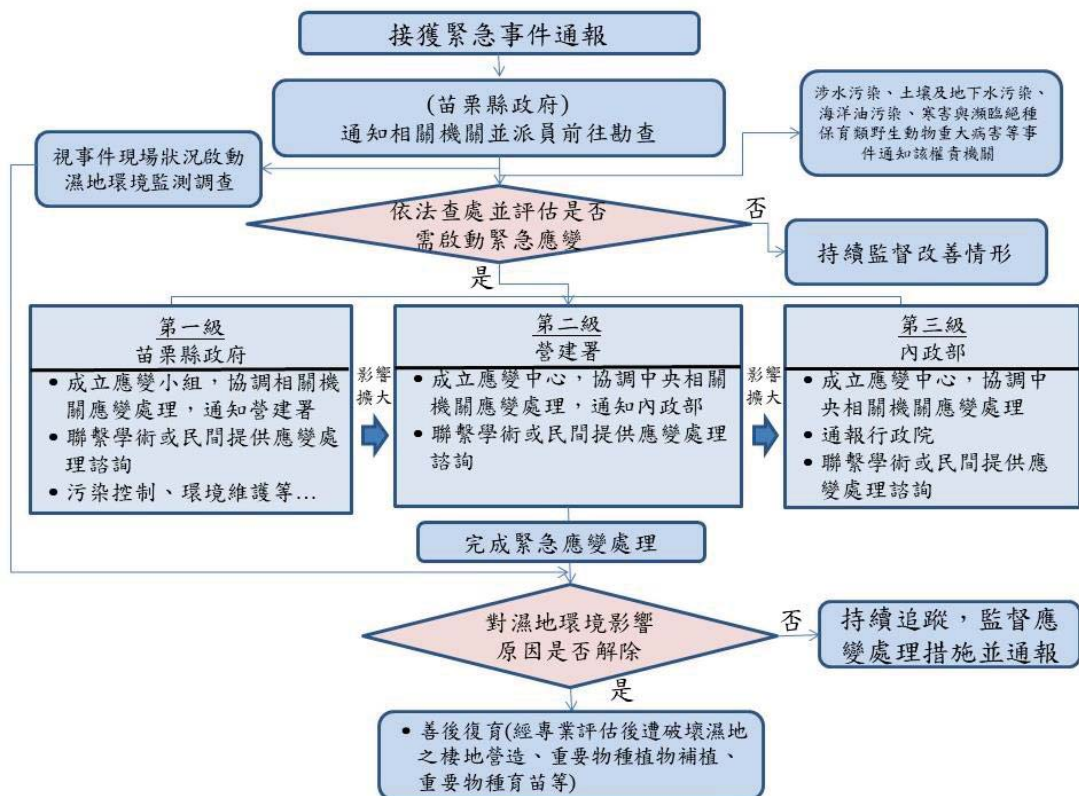 接獲緊急事件通報
(苗栗縣政府)
通知相關機關並派員前往勘查
涉水污染、土壤及地下水污染、
海洋油污染、寒害與瀕臨絕種
保育類野生動物重大病害等事
件通知該權責機關
視事件現場狀況啟動
濕地環境監測調查
依法查處並評估是否
需啟動緊急應變
否
持續監督改善情形
是
第一級
苗栗縣政府
• 成立應變小組，協調相關機
關應變處理，通知營建署
• 聯繫學術或民間提供應變處
理諮詢
• 污染控制、環境維護等…
影響
擴大
第二級
營建署
• 成立應變中心，協調中央相關
機關應變處理，通知內政部
• 聯繫學術或民間提供應變處理
諮詢
影響
擴大
第三級
內政部
• 成立應變中心，協調中
央相關機關應變處理
• 通報行政院
• 聯繫學術或民間提供應
變處理諮詢
完成緊急應變處理
對濕地環境影響
原因是否解除
否
持續追蹤，監督應
變處理措施並通報
是
• 善後復育(經專業評估後遭破壞濕地
之棲地營造、重要物種植物補植、
重要物種育苗等)